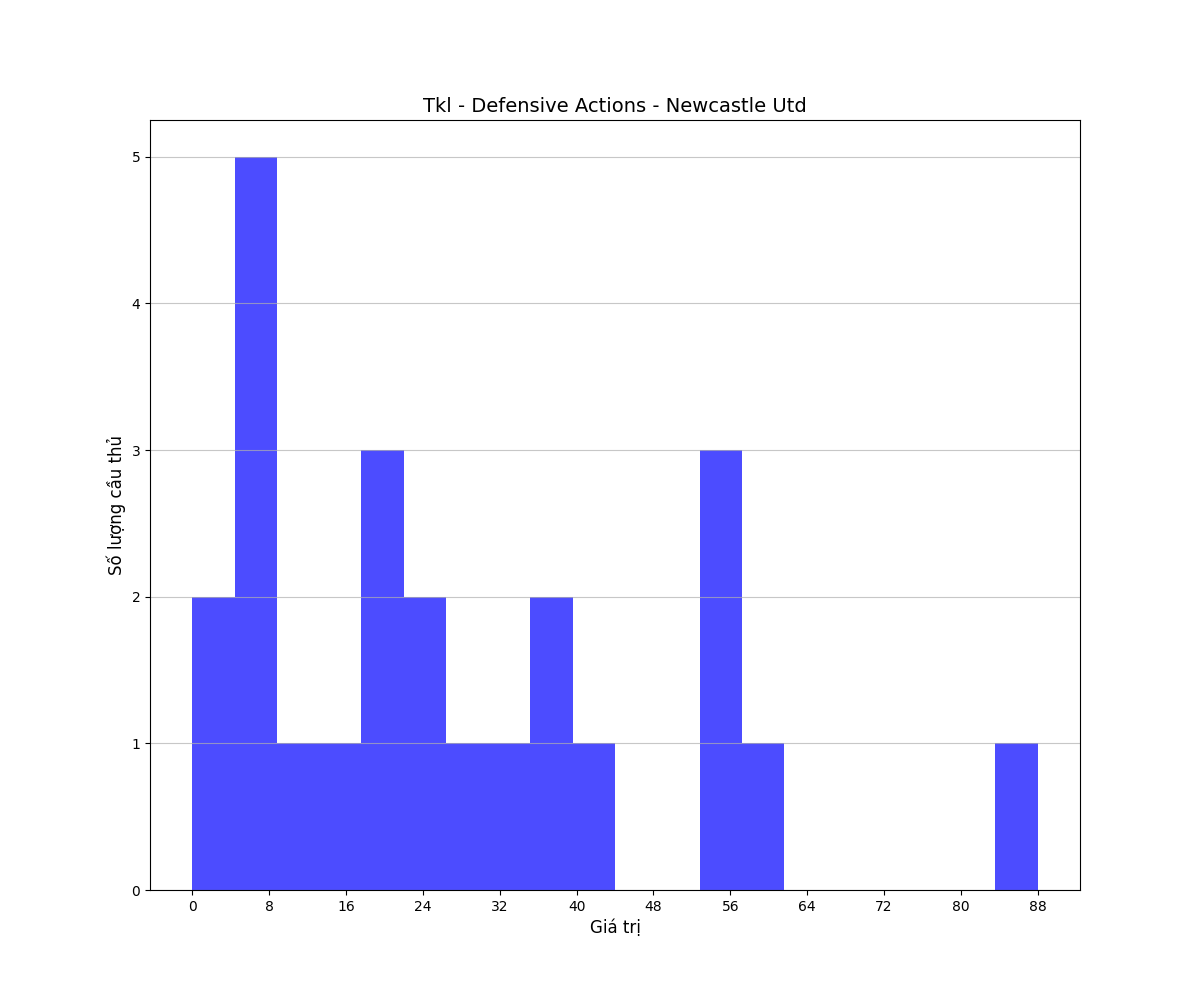 Tkl - Defensive Actions - Newcastle Utd
5
4
3
2
1
0
Số lượng cầu thủ
0 8 16 24 32 40 48 56 64 72 80 88
Giá trị